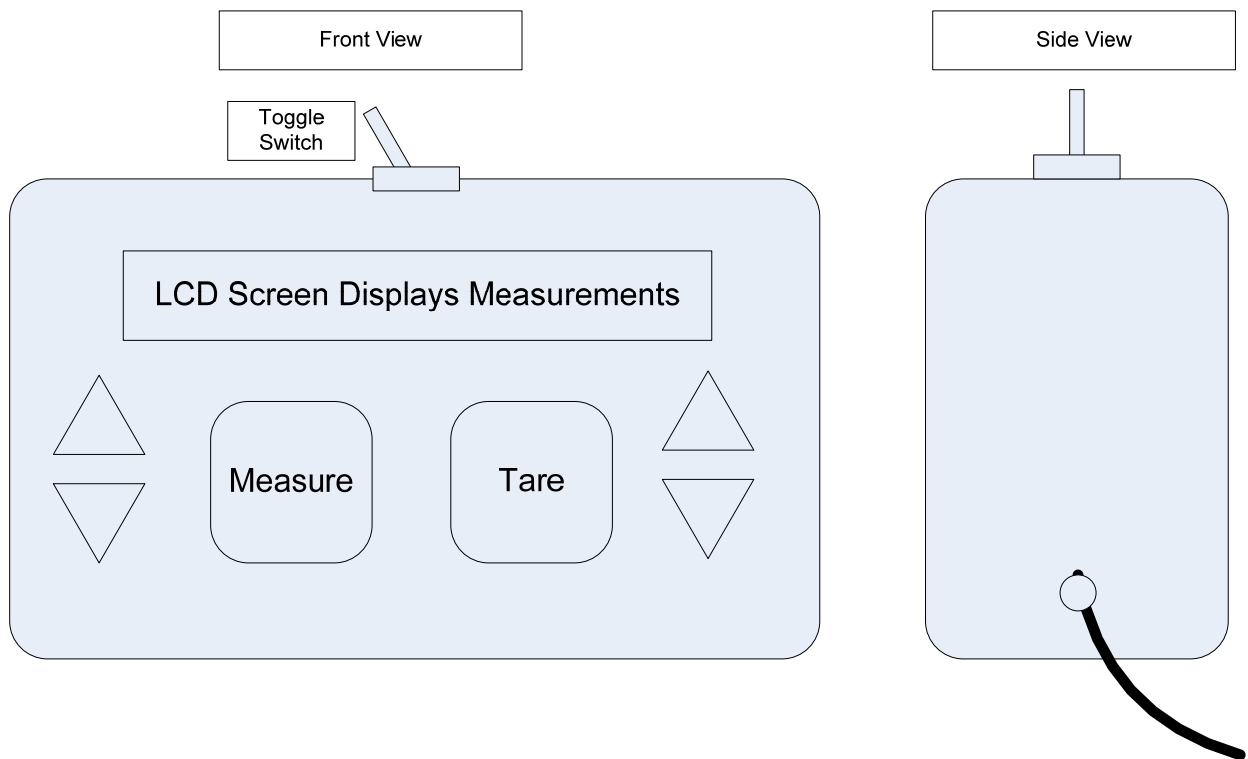 Front View
Side View
Toggle
Switch
LCD Screen Displays Measurements
Measure
Tare